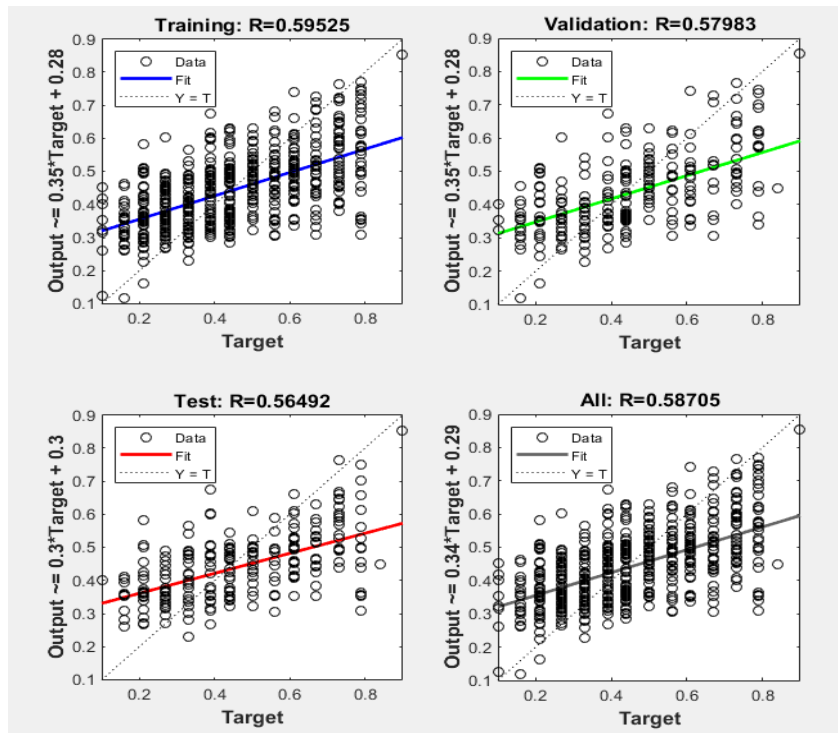 Training: R=0.59525
Output ~= 0.35*Target + 0.28
0.9
0.8
0.7
0.6
0.5
0.4
0.3
0.2
0.1
Data
Fit
Y = T
0.2
0.4
0.6
0.8
Target
Validation: R=0.57983
Output ~= 0.35*Target + 0.28
0.9
0.8
0.7
0.6
0.5
0.4
0.3
0.2
0.1
Data
Fit
Y = T
0.2
0.4
0.6
0.8
Target
Test: R=0.56492
Output ~= 0.3*Target + 0.3
0.9
0.8
0.7
0.6
0.5
0.4
0.3
0.2
0.1
Data
Fit
Y = T
0.2
0.4
0.6
0.8
Target
All: R=0.58705
Output ~= 0.34*Target + 0.29
0.9
0.8
0.7
0.6
0.5
0.4
0.3
0.2
0.1
Data
Fit
Y = T
0.2
0.4
0.6
0.8
Target